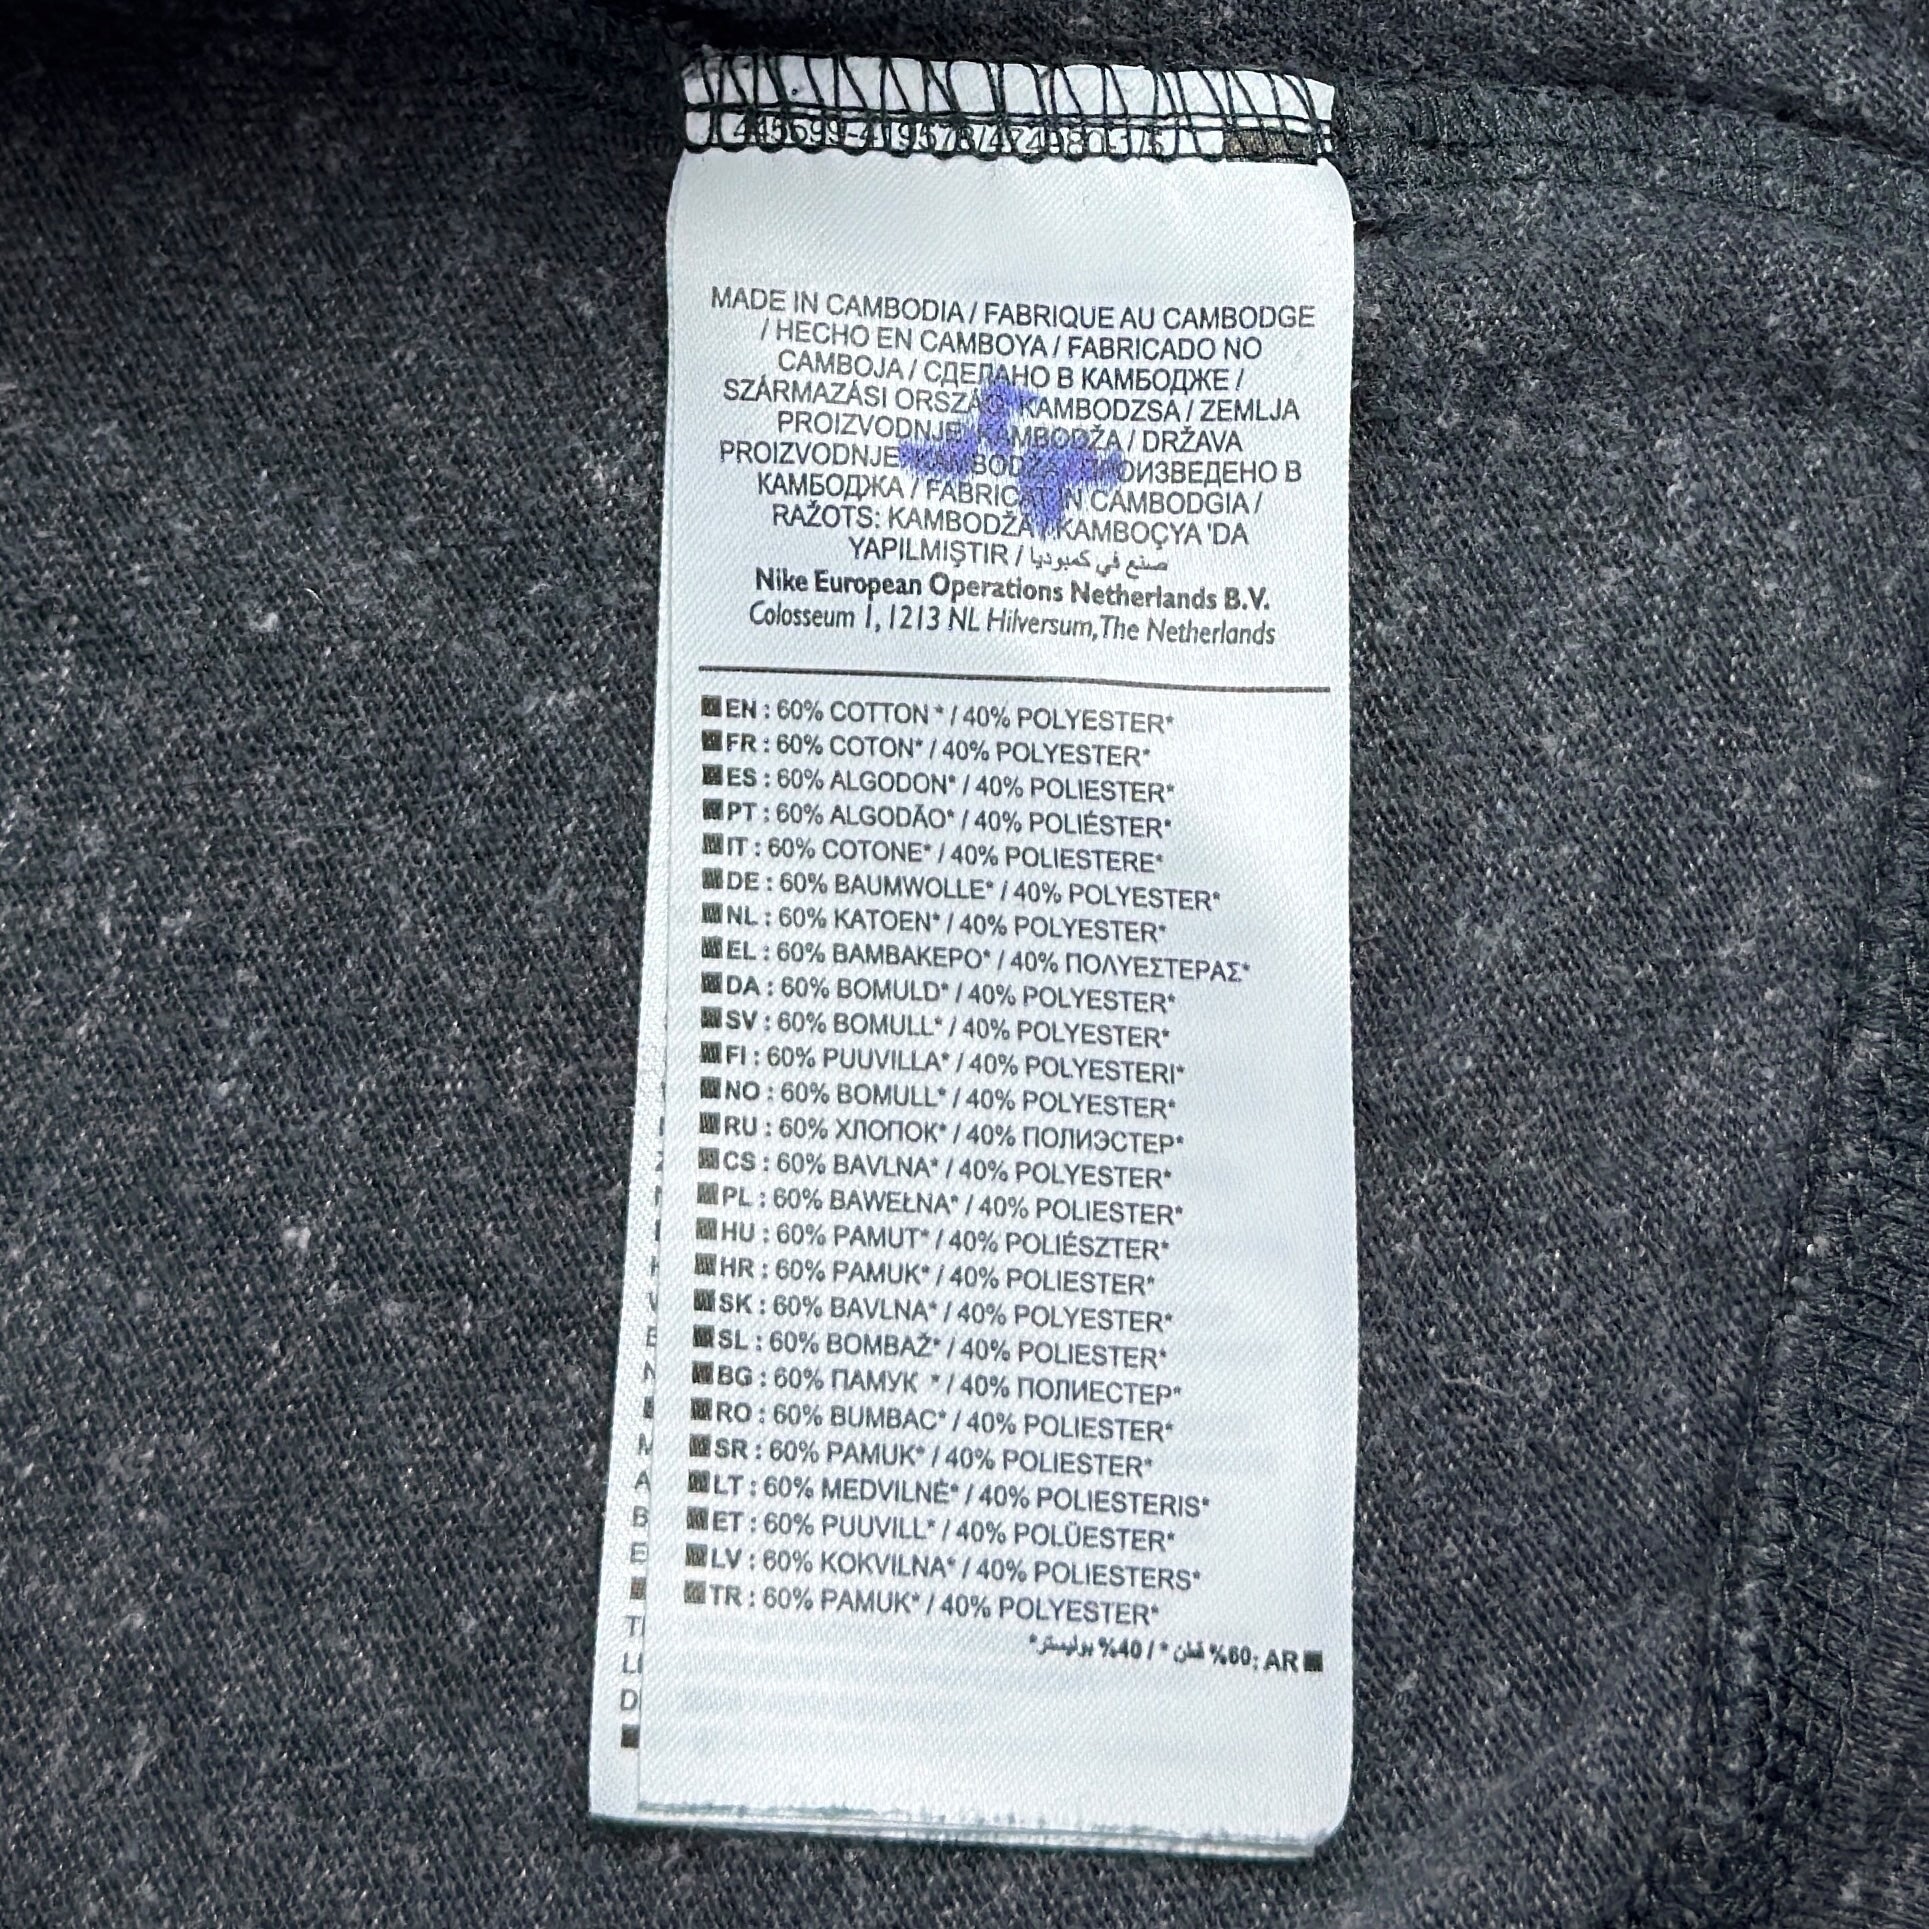 MADE IN CAMBODIA / FABRIQUE AU CAMBODGE
/ HECHO EN CAMBOYA / FABRICADO NO
CAMBOJA / СДЕЛАНО В КАМБОДЖЕ /
SZÁRMAZÁSI ORSZÁG: KAMBODZSA / ZEMLJA
PROIZVODNJE: KAMBODŽA / DRŽAVA
PROIZVODNJE: KAMBODŽA / ПРОИЗВЕДЕНО В
КАМБОДЖА / FABRICAT IN CAMBODGIA /
RAŽOTS: KAMBODŽA / KAMBOÇYA 'DA
YAPILMIŞTIR / صنع في كمبوديا
Nike European Operations Netherlands B.V.
Colosseum 1, 1213 NL Hilversum, The Netherlands
EN : 60% COTTON * / 40% POLYESTER*
FR : 60% COTON* / 40% POLYESTER*
ES : 60% ALGODON* / 40% POLIESTER*
PT : 60% ALGODÃO* / 40% POLIÉSTER*
IT : 60% COTONE* / 40% POLIESTERE*
DE : 60% BAUMWOLLE* / 40% POLYESTER*
NL : 60% KATOEN* / 40% POLYESTER*
EL : 60% ΒΑΜΒΑΚΕΡΟ* / 40% ΠΟΛΥΕΣΤΕΡΑΣ*
DA : 60% BOMULD* / 40% POLYESTER*
SV : 60% BOMULL* / 40% POLYESTER*
FI : 60% PUUVILLA* / 40% POLYESTERI*
NO : 60% BOMULL* / 40% POLYESTER*
RU : 60% ХЛОПОК* / 40% ПОЛИЭСТЕР*
CS : 60% BAVLNA* / 40% POLYESTER*
PL : 60% BAWEŁNA* / 40% POLIESTER*
HU : 60% PAMUT* / 40% POLIÉSZTER*
HR : 60% PAMUK* / 40% POLIESTER*
SK : 60% BAVLNA* / 40% POLYESTER*
SL : 60% BOMBAŽ* / 40% POLIESTER*
BG : 60% ПАМУК * / 40% ПОЛИЕСТЕР*
RO : 60% BUMBAC* / 40% POLIESTER*
SR : 60% PAMUK* / 40% POLIESTER*
LT : 60% MEDVILNĖ* / 40% POLIESTERIS*
ET : 60% PUUVILL* / 40% POLÜESTER*
LV : 60% KOKVILNA* / 40% POLIESTERS*
TR : 60% PAMUK* / 40% POLYESTER*
AR :60% قطن * / 40% بوليستر*